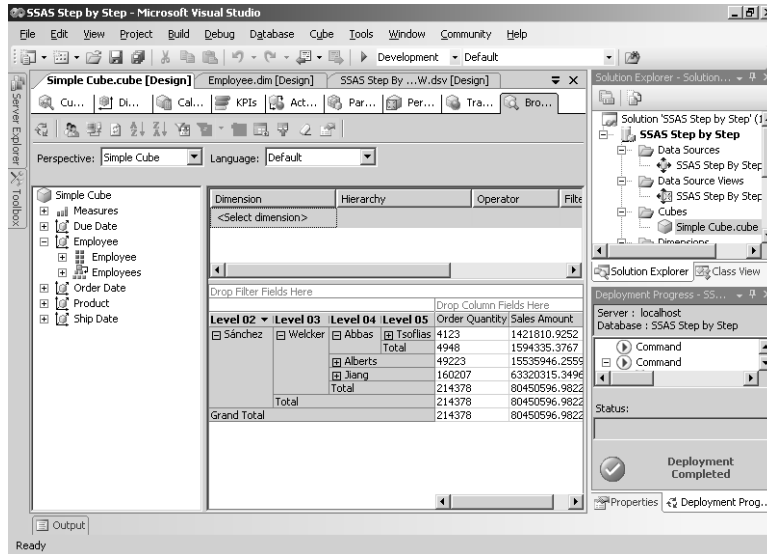 SSAS Step by Step - Microsoft Visual Studio
File Edit View Project Build Debug Database Cube Tools Window Community Help
Development Default
Simple Cube.cube [Design] Employee.dim [Design] SSAS Step By ...W.dsv [Design]
Cu... Di... Cal... KPIs Act... Par... Per... Tra... Bro...
Perspective: Simple Cube Language: Default
Server Explorer
Toolbox
Simple Cube
Measures
Due Date
Employee
Employee
Employees
Order Date
Product
Ship Date
Dimension Hierarchy Operator Filte
<Select dimension>
Drop Filter Fields Here
Drop Column Fields Here
Level 02 Level 03 Level 04 Level 05 Order Quantity Sales Amount
Sánchez Welcker Abbas Tsoflias 4123 1421810.9252
Total 4948 1594335.3767
Alberts 49223 15535946.2559
Jiang 160207 63320315.3496
Total 214378 80450596.9822
Total 214378 80450596.9822
Grand Total 214378 80450596.9822
Solution Explorer - Solution...
Solution 'SSAS Step by Step' (1
SSAS Step by Step
Data Sources
SSAS Step By Step
Data Source Views
SSAS Step By Step
Cubes
Simple Cube.cube
Dimensions
Solution Explorer Class View
Deployment Progress - SS...
Server : localhost
Database : SSAS Step by Step
Command
Command
Status:
Deployment
Completed
Properties Deployment Prog...
Output
Ready